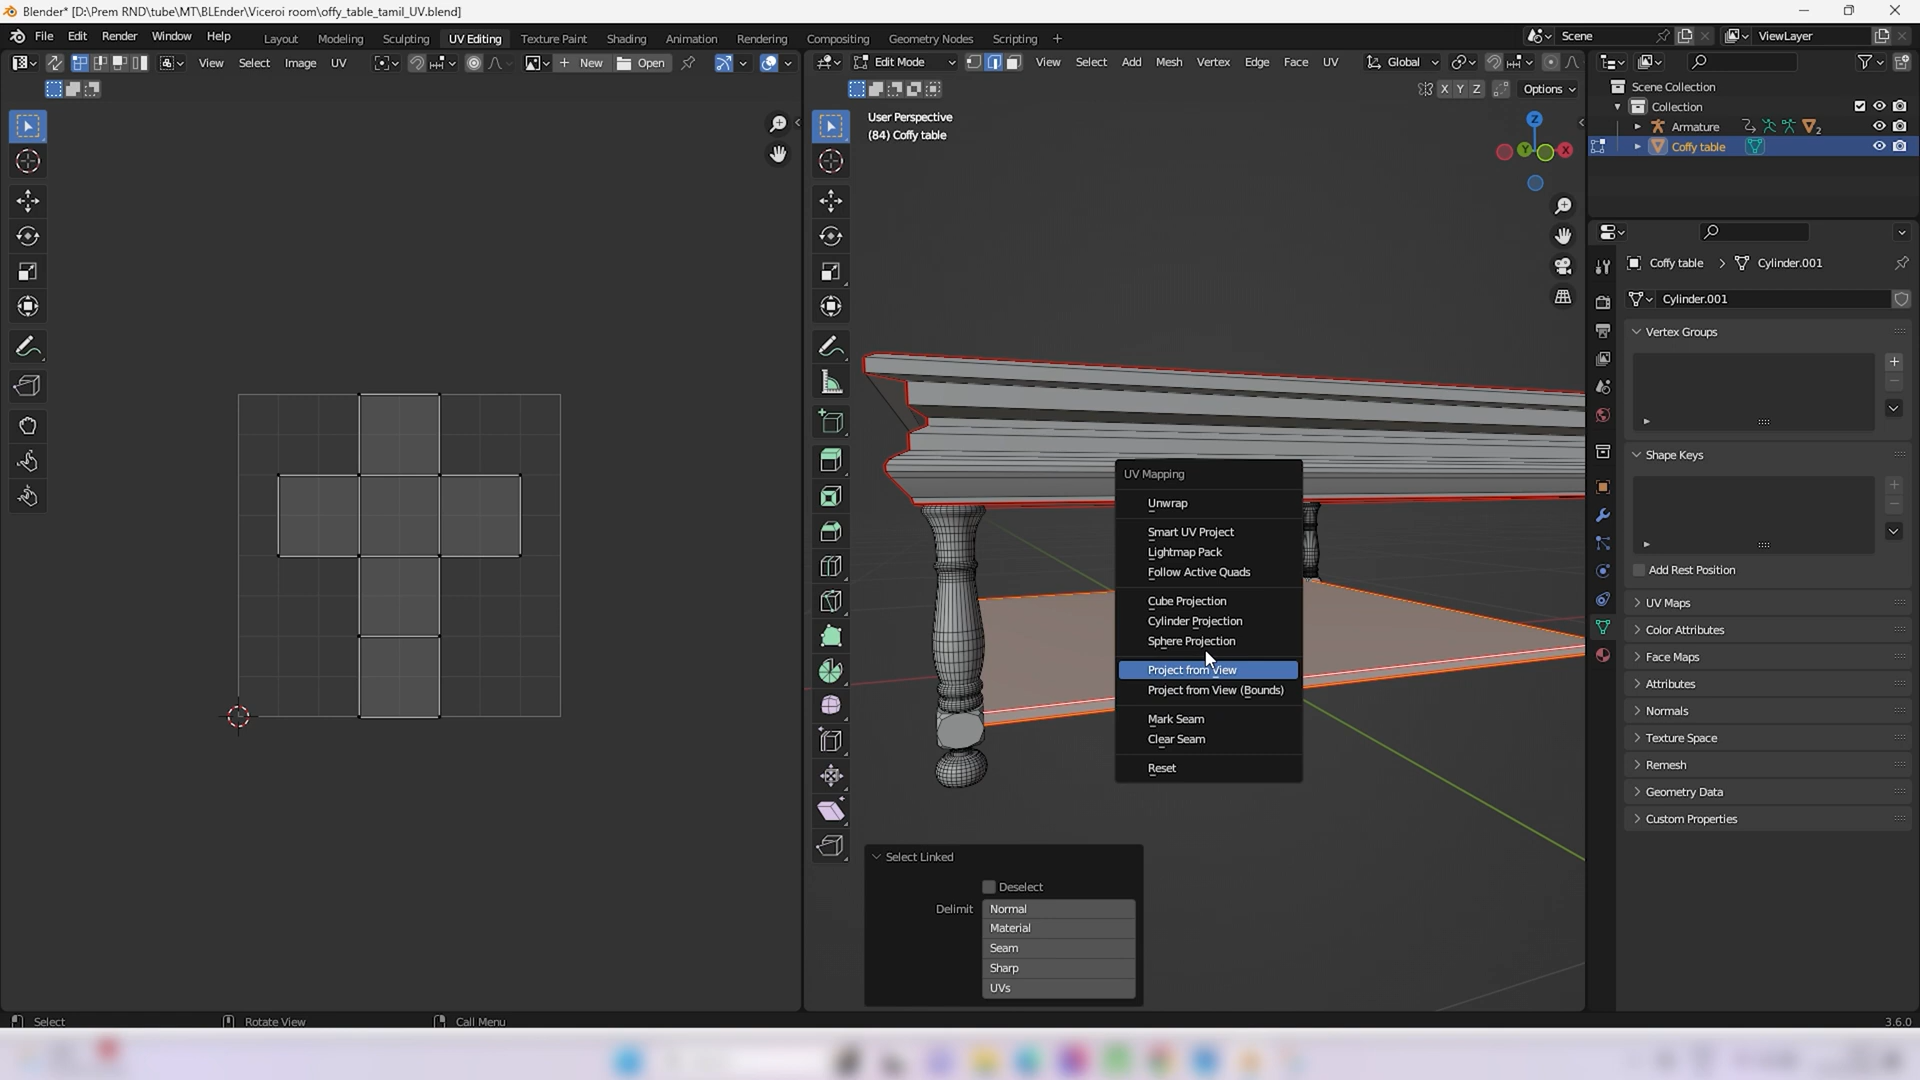 Blender* [D:\Prem RND\tube\MT\BLEnder\Viceroi room\offy_table_tamil_UV.blend]
File Edit Render Window Help Layout Modeling Sculpting UV Editing Texture Paint Shading Animation Rendering Compositing Geometry Nodes Scripting + Scene ViewLayer
View Select Image UV New Open Edit Mode View Select Add Mesh Vertex Edge Face UV Global
X Y Z Options
Scene Collection
Collection
Armature 2
Coffy table
User Perspective
(84) Coffy table
Z
Y X
Coffy table > Cylinder.001
Cylinder.001
Vertex Groups
Shape Keys
Add Rest Position
UV Maps
Color Attributes
Face Maps
Attributes
Normals
Texture Space
Remesh
Geometry Data
Custom Properties
UV Mapping
Unwrap
Smart UV Project
Lightmap Pack
Follow Active Quads
Cube Projection
Cylinder Projection
Sphere Projection
Project from View
Project from View (Bounds)
Mark Seam
Clear Seam
Reset
Select Linked
Deselect
Delimit Normal
Material
Seam
Sharp
UVs
Select Rotate View Call Menu 3.6.0